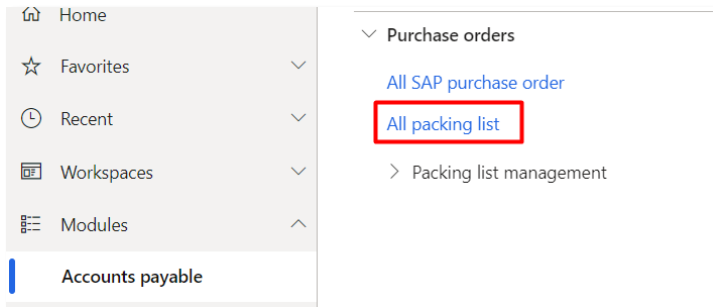 Home
Favorites
Recent
Workspaces
Modules
Accounts payable
Purchase orders
All SAP purchase order
All packing list
Packing list management